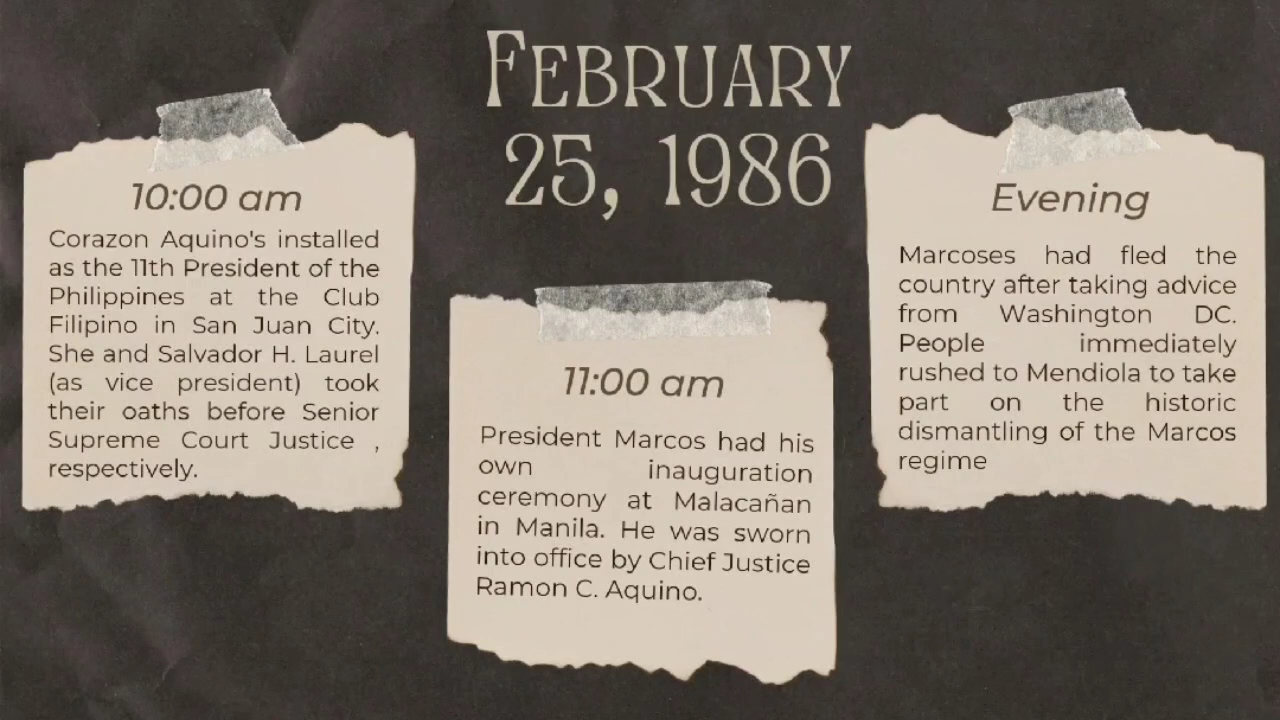 February
25, 1986
10:00 am
Corazon Aquino's installed
as the 11th President of the
Philippines at the Club
Filipino in San Juan City.
She and Salvador H. Laurel
(as vice president) took
their oaths before Senior
Supreme Court Justice ,
respectively.
11:00 am
President Marcos had his
own inauguration
ceremony at Malacañan
in Manila. He was sworn
into office by Chief Justice
Ramon C. Aquino.
Evening
Marcoses had fled the
country after taking advice
from Washington DC.
People immediately
rushed to Mendiola to take
part on the historic
dismantling of the Marcos
regime